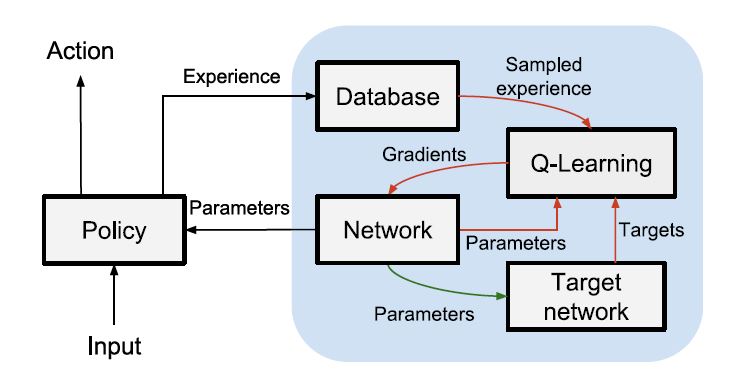 Action
Experience
Database
Sampled
experience
Gradients
Q-Learning
Parameters
Policy
Network
Parameters
Targets
Parameters
Target
network
Input